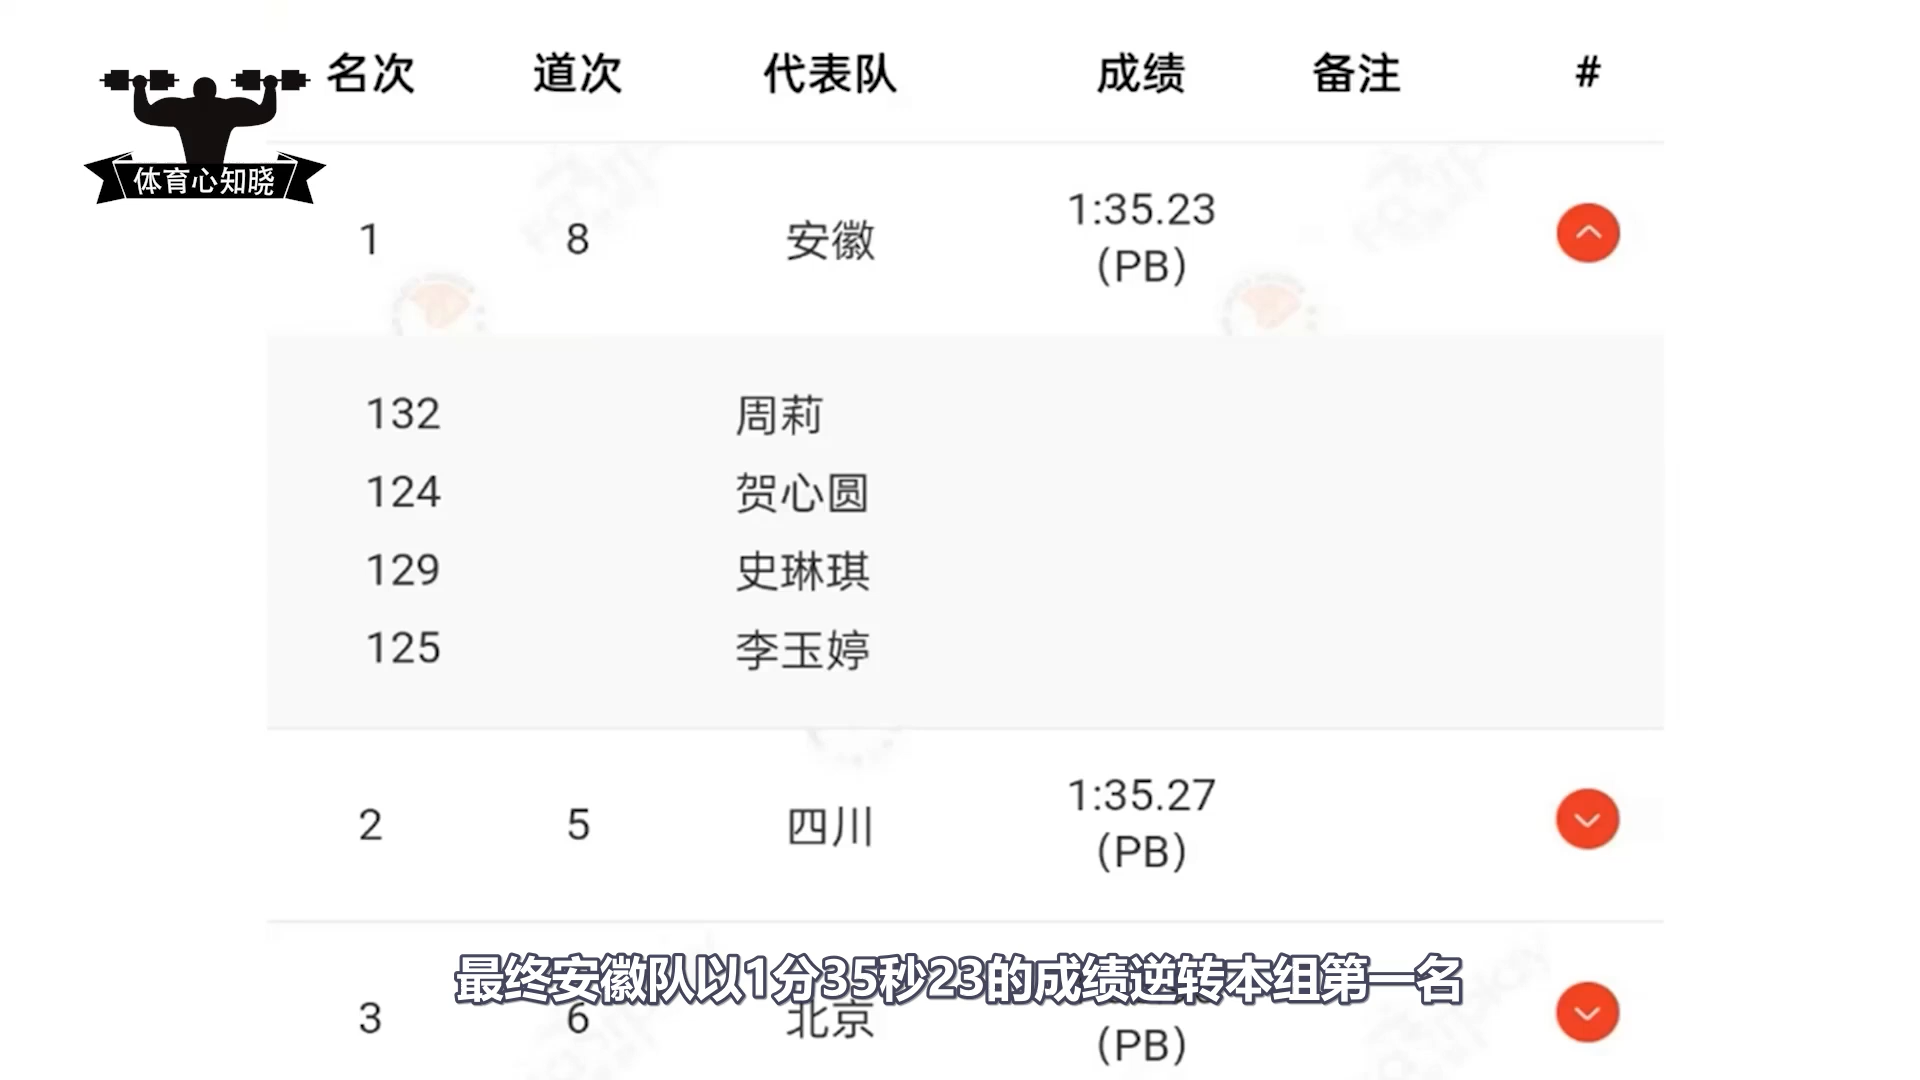 名次 道次 代表队 成绩 备注 #
体育心知晓
1 8 安徽 1:35.23 (PB)
132 周莉
124 贺心圆
129 史琳琪
125 李玉婷
2 5 四川 1:35.27 (PB)
最终安徽队以1分35秒23的成绩逆转本组第一名
3 6 北京 (PB)